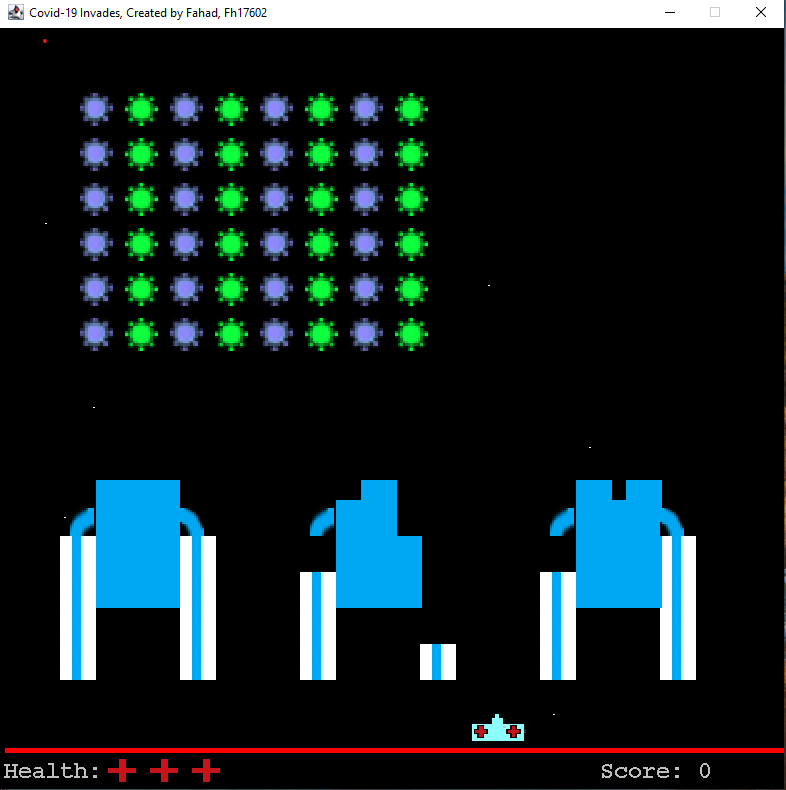 Covid-19 Invades, Created by Fahad, Fh17602
Health:
Score: 0